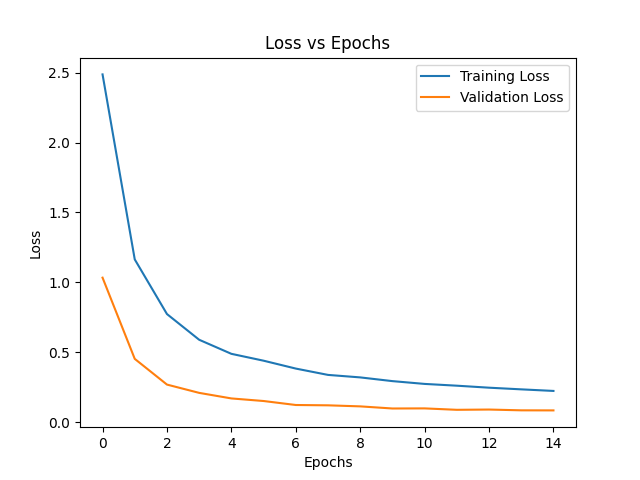 Loss vs Epochs
Training Loss
Validation Loss
2.5
2.0
1.5
1.0
0.5
0.0
Loss
0 2 4 6 8 10 12 14
Epochs